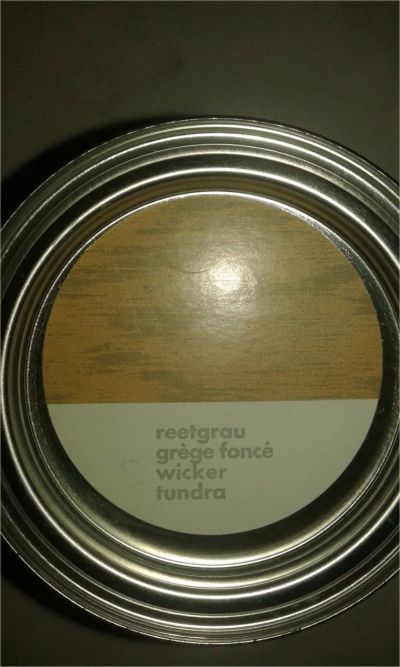 reetgrau
grège foncé
wicker
tundra